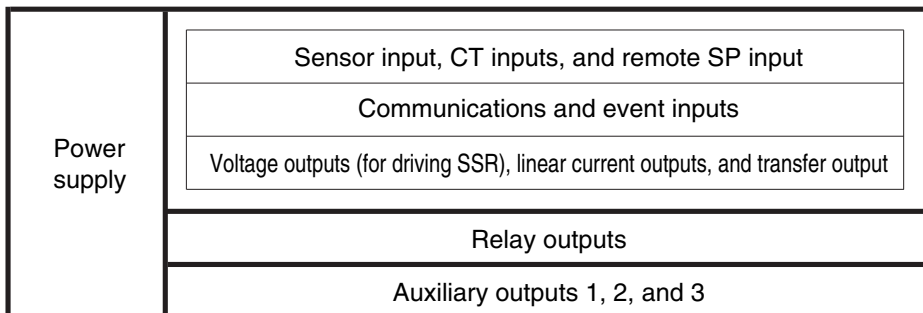 Power
supply
Sensor input, CT inputs, and remote SP input
Communications and event inputs
Voltage outputs (for driving SSR), linear current outputs, and transfer output
Relay outputs
Auxiliary outputs 1, 2, and 3